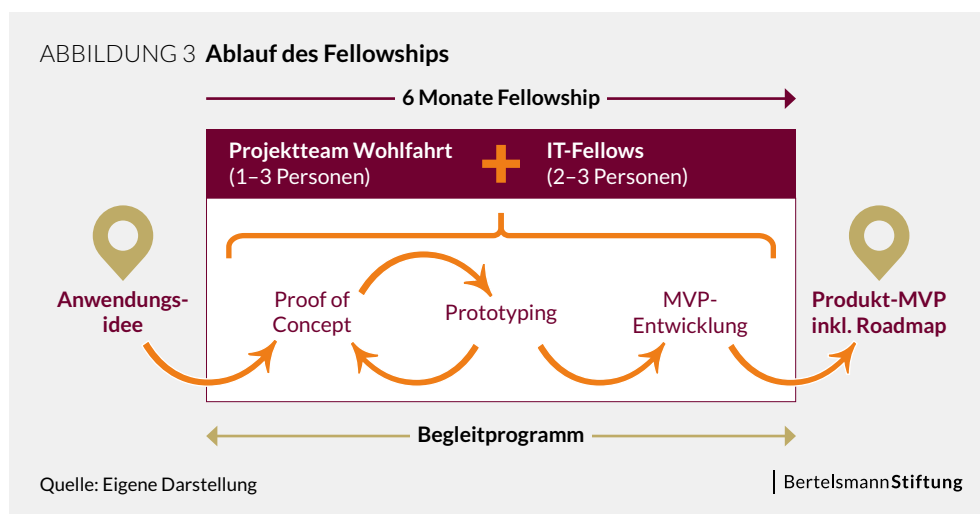 ABBILDUNG 3 Ablauf des Fellowships
6 Monate Fellowship
Projektteam Wohlfahrt
(1–3 Personen)
IT-Fellows
(2–3 Personen)
Anwendungs-
idee
Proof of
Concept
Prototyping
MVP-
Entwicklung
Produkt-MVP
inkl. Roadmap
Begleitprogramm
Quelle: Eigene Darstellung
BertelsmannStiftung